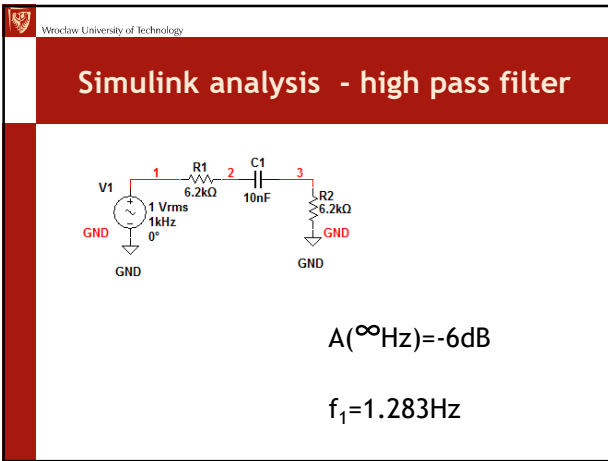 Wroclaw University of Technology
Simulink analysis - high pass filter
1 R1 2 C1 3
V1 6.2kΩ 10nF R2
1 Vrms 6.2kΩ
1kHz
GND 0° GND
GND GND
A(∞Hz)=-6dB
f₁=1.283Hz